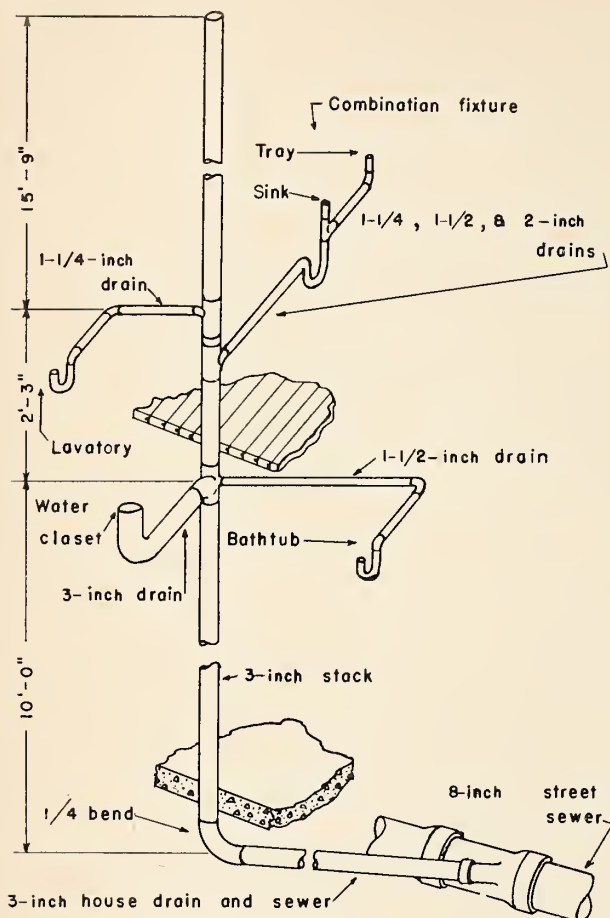 Combination fixture
Tray
Sink
1-1/4, 1-1/2, & 2-inch
drains
15'-9"
1-1/4-inch
drain
2'-3"
Lavatory
1-1/2-inch drain
Water
claset
Bathtub
3-inch drain
10'-0"
3-inch stack
1/4 bend
8-inch street
sewer
3-inch house drain and sewer